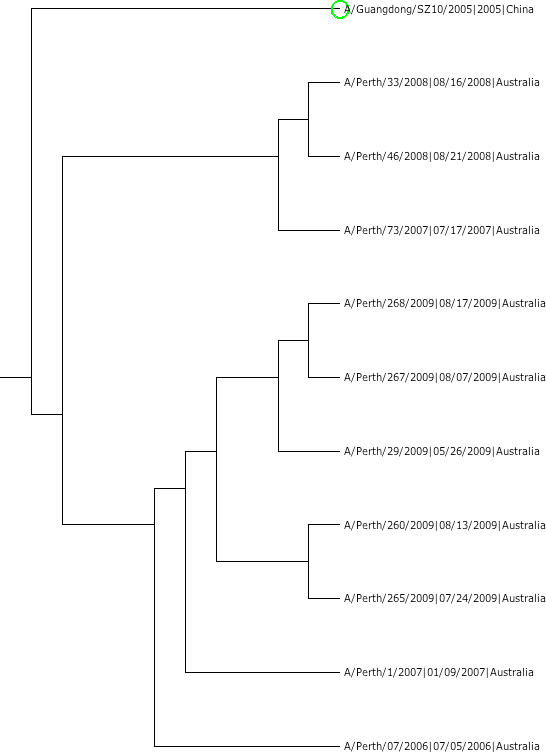 A/Guangdong/SZ10/2005|2005|China
A/Perth/33/2008|08/16/2008|Australia
A/Perth/46/2008|08/21/2008|Australia
A/Perth/73/2007|07/17/2007|Australia
A/Perth/268/2009|08/17/2009|Australia
A/Perth/267/2009|08/07/2009|Australia
A/Perth/29/2009|05/26/2009|Australia
A/Perth/260/2009|08/13/2009|Australia
A/Perth/265/2009|07/24/2009|Australia
A/Perth/1/2007|01/09/2007|Australia
A/Perth/07/2006|07/05/2006|Australia